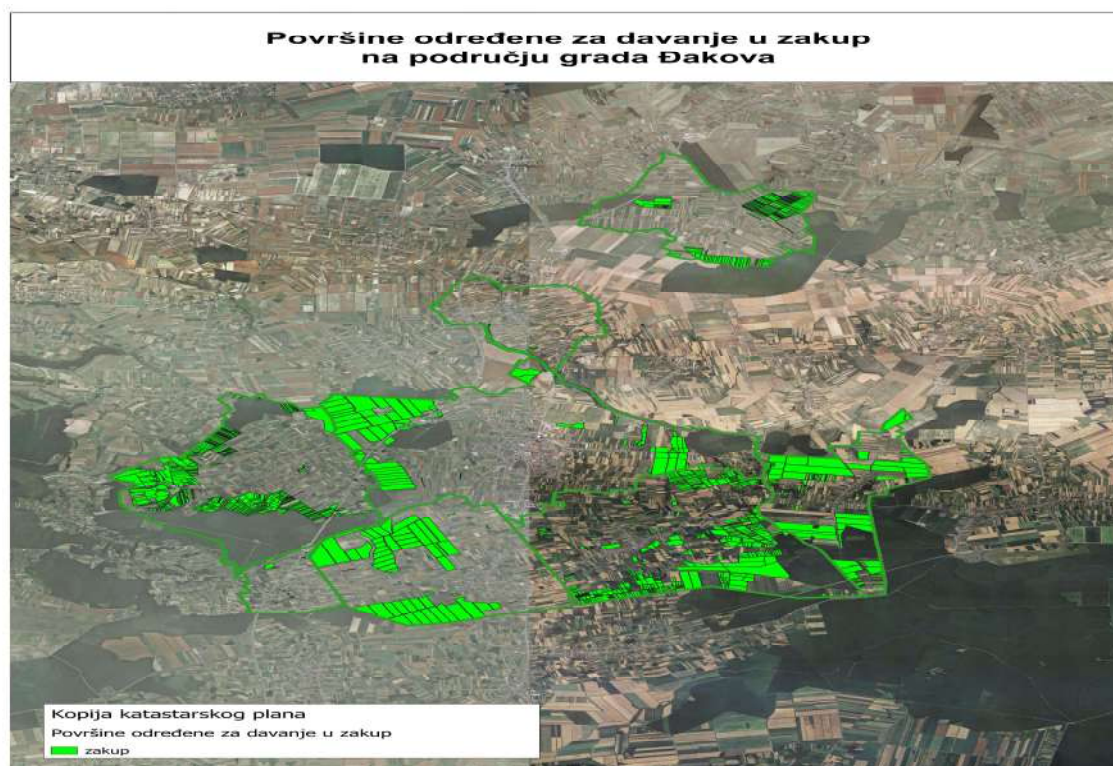 Površine određene za davanje u zakup
na području grada Đakova
Kopija katastarskog plana
Površine određene za davanje u zakup
zakup